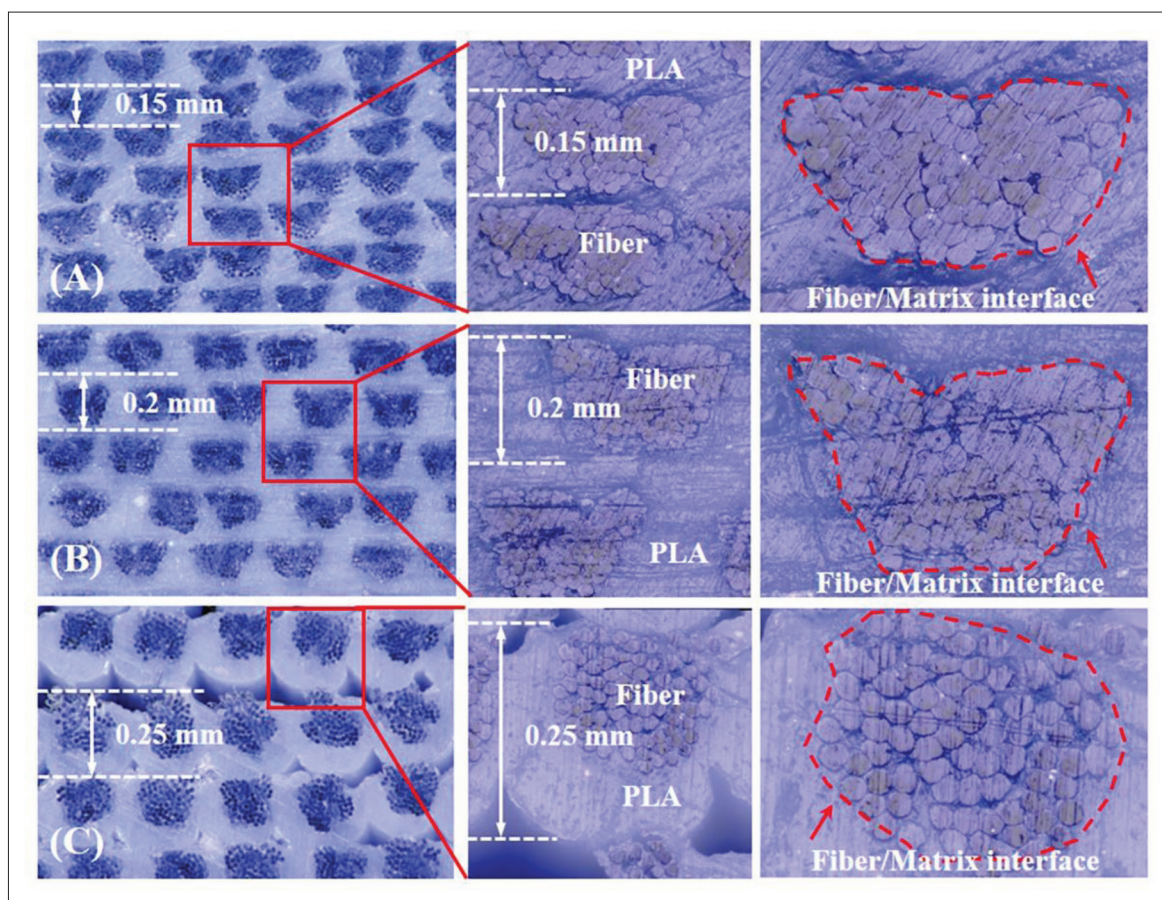 0.15 mm
(A)
PLA
0.15 mm
Fiber
Fiber/Matrix interface
0.2 mm
(B)
Fiber
0.2 mm
PLA
Fiber/Matrix interface
0.25 mm
(C)
Fiber
0.25 mm
PLA
Fiber/Matrix interface